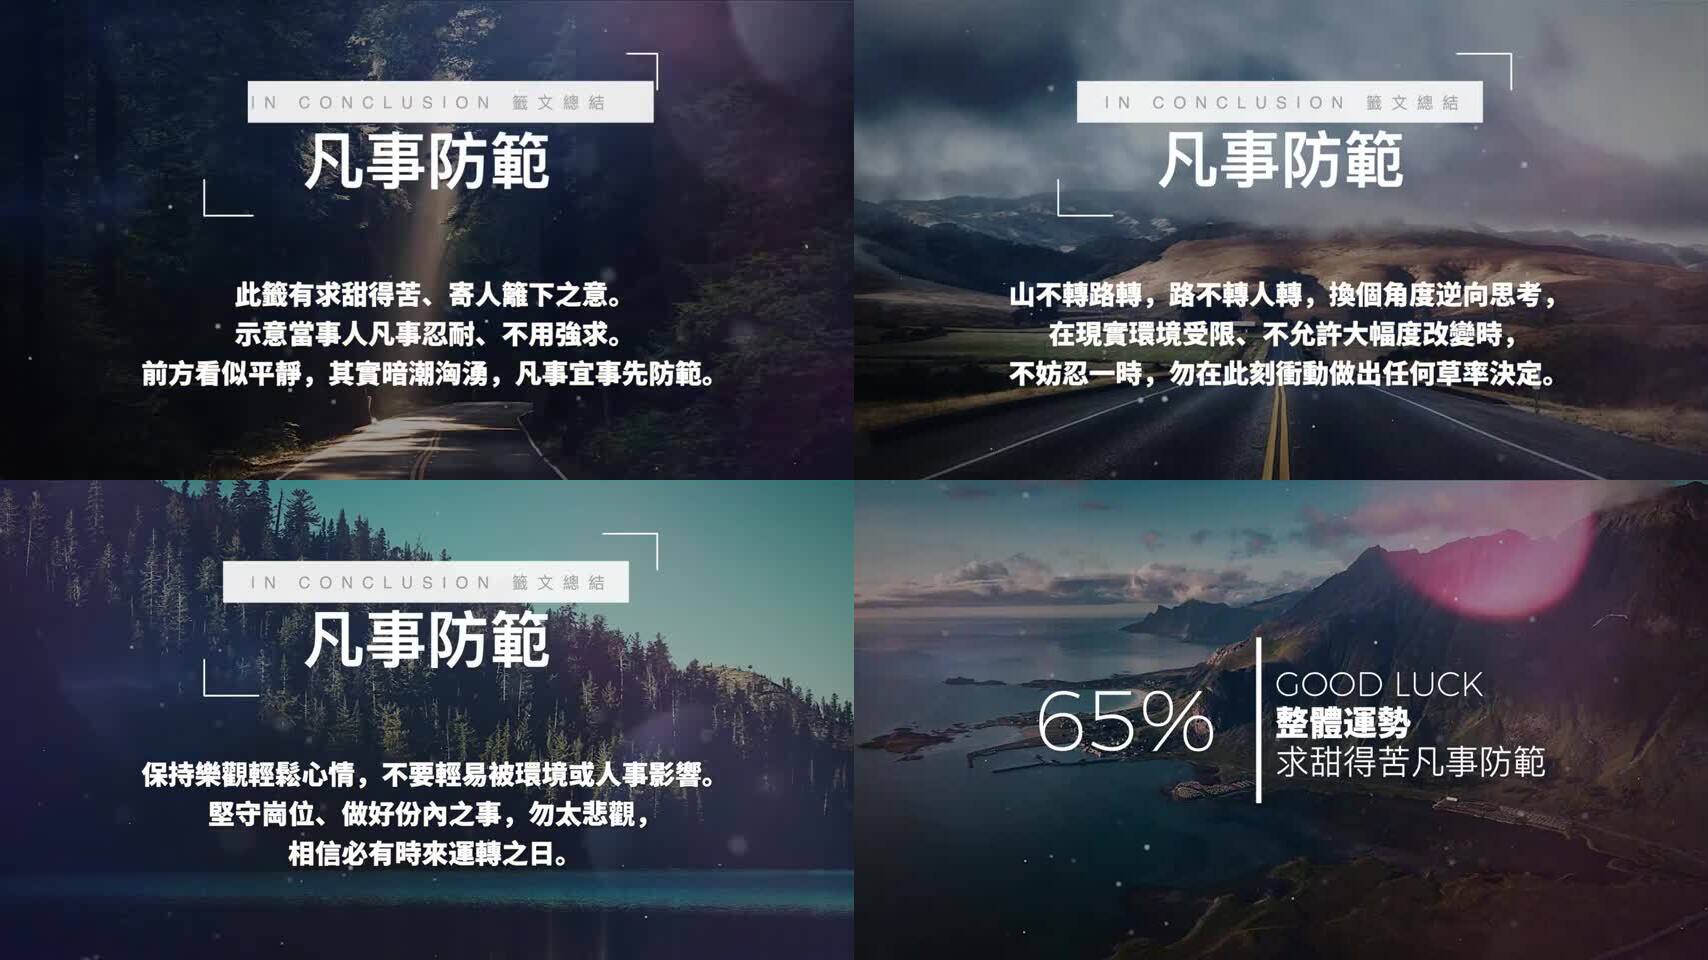 IN CONCLUSION 籤文總結
凡事防範
此籤有求甜得苦、寄人籬下之意。
示意當事人凡事忍耐、不用強求。
前方看似平靜，其實暗潮洶湧，凡事宜事先防範。
IN CONCLUSION 籤文總結
凡事防範
山不轉路轉，路不轉人轉，換個角度逆向思考，
在現實環境受限、不允許大幅度改變時，
不妨忍一時，勿在此刻衝動做出任何草率決定。
IN CONCLUSION 籤文總結
凡事防範
保持樂觀輕鬆心情，不要輕易被環境或人事影響。
堅守崗位、做好份內之事，勿太悲觀，
相信必有時來運轉之日。
65%
GOOD LUCK
整體運勢
求甜得苦凡事防範